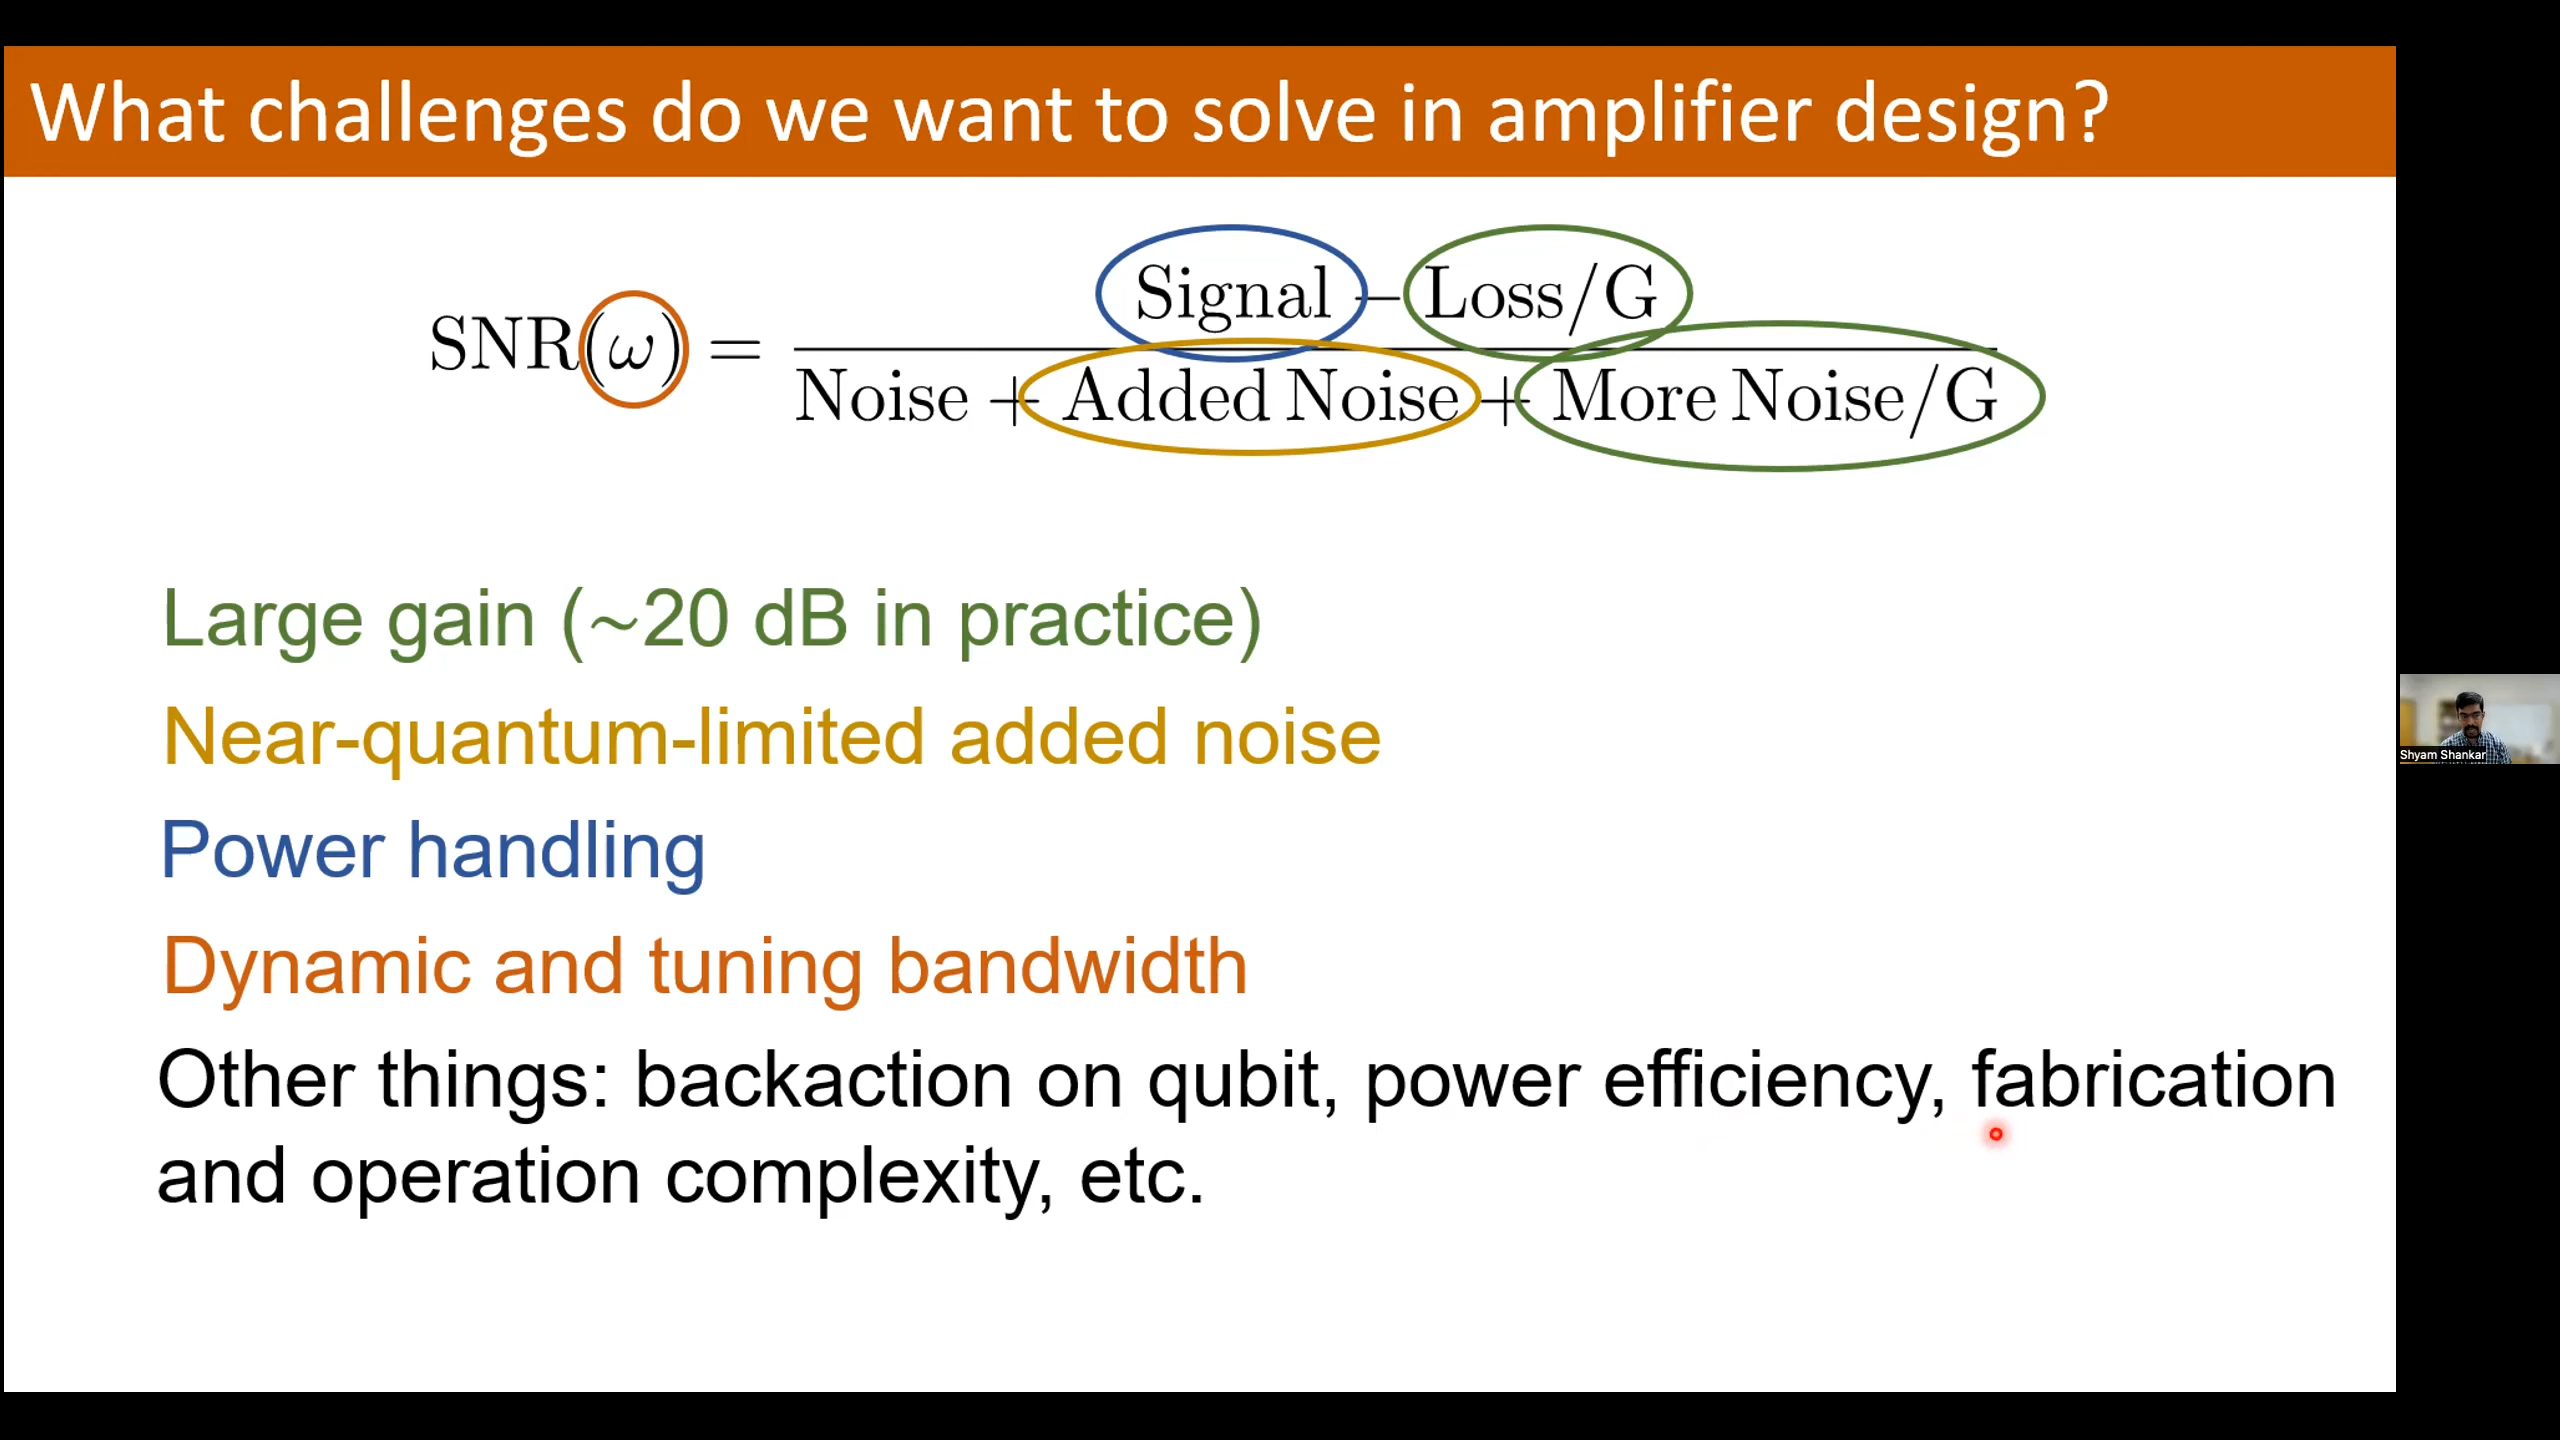 What challenges do we want to solve in amplifier design?
SNR(ω) = 
Signal − Loss/G
Noise + Added Noise + More Noise/G
Large gain (~20 dB in practice)
Near-quantum-limited added noise
Power handling
Dynamic and tuning bandwidth
Other things: backaction on qubit, power efficiency, fabrication
and operation complexity, etc.
Shyam Shankar